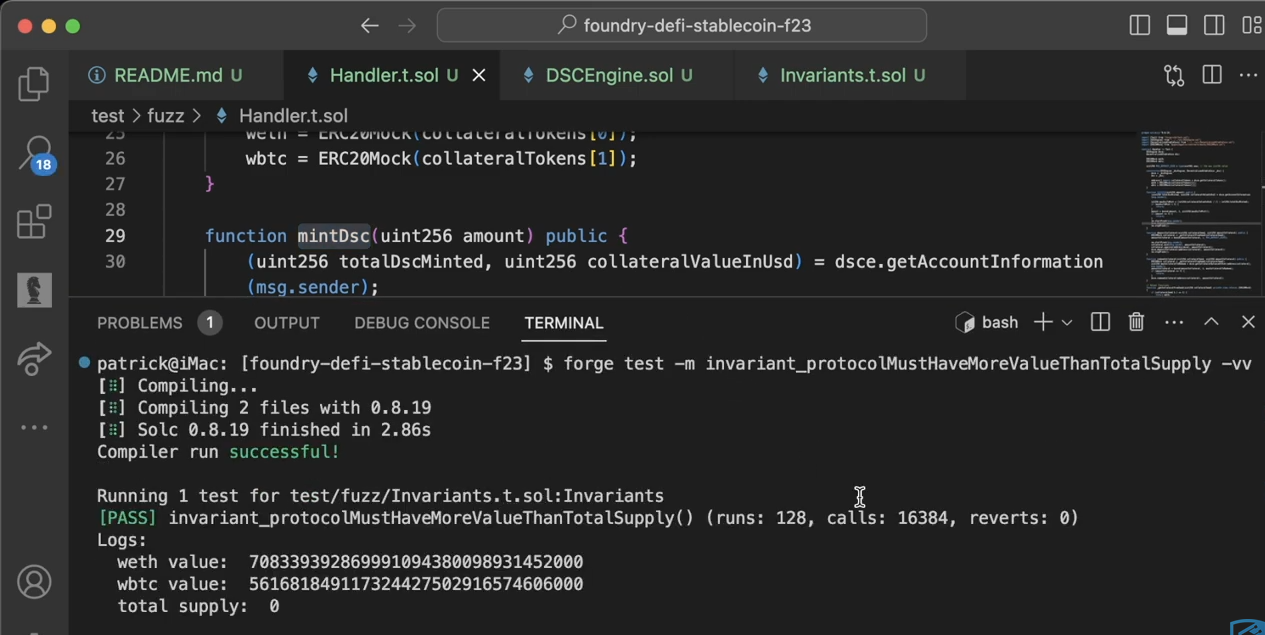 foundry-defi-stablecoin-f23
README.md U
Handler.t.sol U
DSCEngine.sol U
Invariants.t.sol U
test > fuzz > Handler.t.sol
18
25 weth = ERC20Mock(collateralTokens[0]);
26 wbtc = ERC20Mock(collateralTokens[1]);
27 }
28
29 function mintDsc(uint256 amount) public {
30 (uint256 totalDscMinted, uint256 collateralValueInUsd) = dsce.getAccountInformation
(msg.sender);
PROBLEMS 1 OUTPUT DEBUG CONSOLE TERMINAL bash
patrick@iMac: [foundry-defi-stablecoin-f23] $ forge test -m invariant_protocolMustHaveMoreValueThanTotalSupply -vv
[⠿] Compiling...
[⠿] Compiling 2 files with 0.8.19
[⠿] Solc 0.8.19 finished in 2.86s
Compiler run successful!
Running 1 test for test/fuzz/Invariants.t.sol:Invariants
[PASS] invariant_protocolMustHaveMoreValueThanTotalSupply() (runs: 128, calls: 16384, reverts: 0)
Logs:
weth value: 70833939286999109438009893145​2000
wbtc value: 561681849117324427502916574606000
total supply: 0